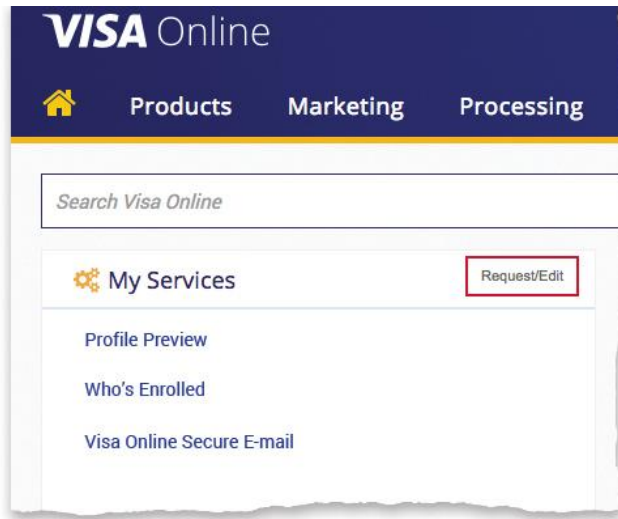 VISA Online
Products Marketing Processing
Search Visa Online
My Services Request/Edit
Profile Preview
Who's Enrolled
Visa Online Secure E-mail